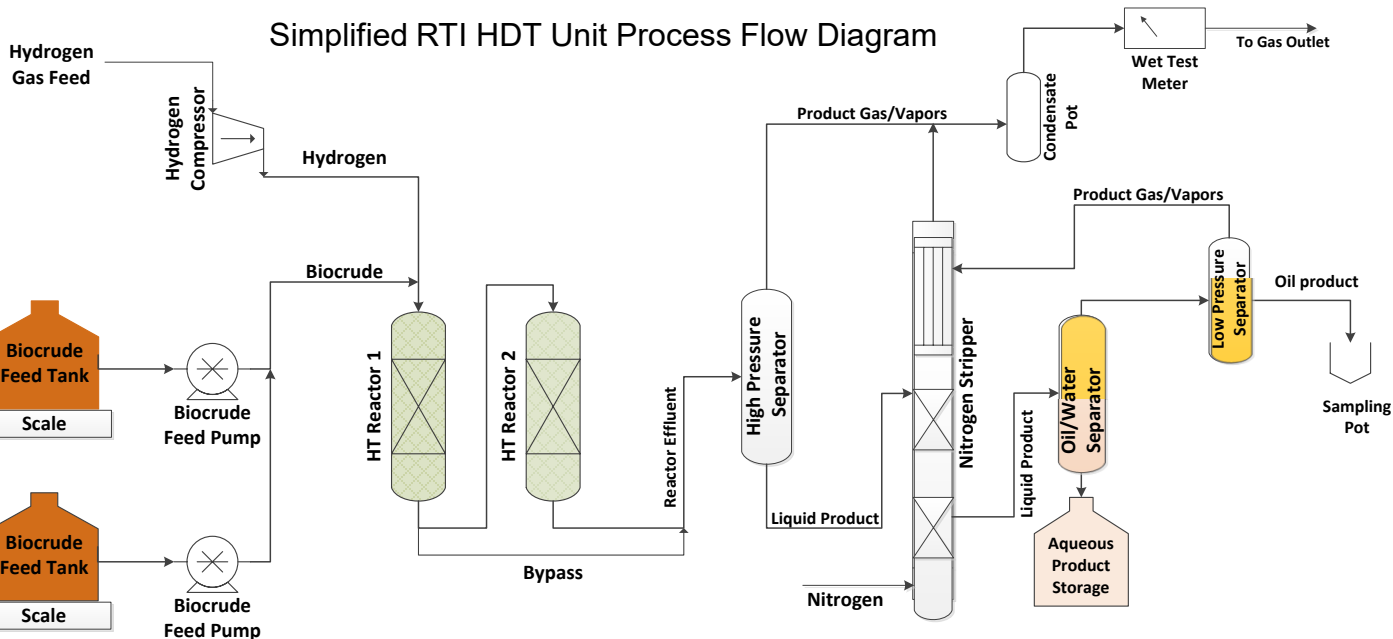 Simplified RTI HDT Unit Process Flow Diagram
Hydrogen
Gas Feed
Hydrogen
Compressor
Hydrogen
Biocrude
Biocrude
Feed Tank
Scale
Biocrude
Feed Pump
Biocrude
Feed Tank
Scale
Biocrude
Feed Pump
HT Reactor 1
HT Reactor 2
Bypass
Reactor Effluent
High Pressure
Separator
Product Gas/Vapors
Liquid Product
Nitrogen
Nitrogen Stripper
Condensate
Pot
Wet Test
Meter
To Gas Outlet
Product Gas/Vapors
Liquid Product
Oil/Water
Separator
Aqueous
Product
Storage
Low Pressure
Separator
Oil product
Sampling
Pot